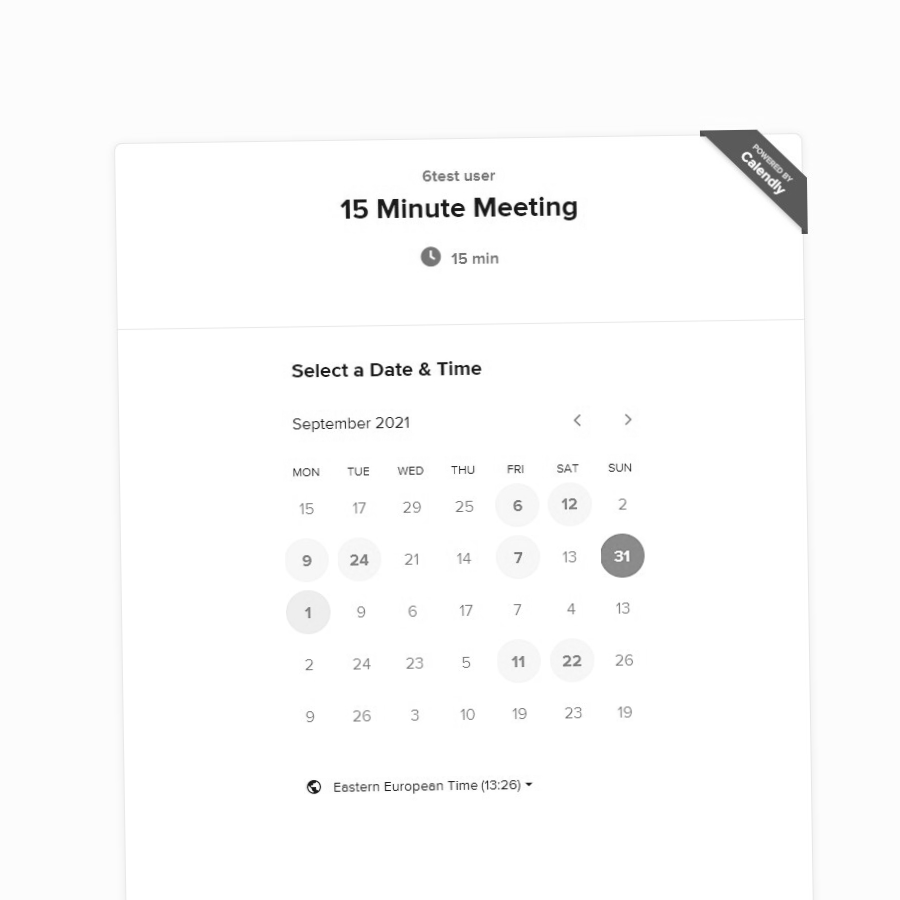 POWERED BY
Calendly
6test user
15 Minute Meeting
15 min
Select a Date & Time
September 2021
MON TUE WED THU FRI SAT SUN
15 17 29 25 6 12 2
9 24 21 14 7 13 31
1 9 6 17 7 4 13
2 24 23 5 11 22 26
9 26 3 10 19 23 19
Eastern European Time (13:26)